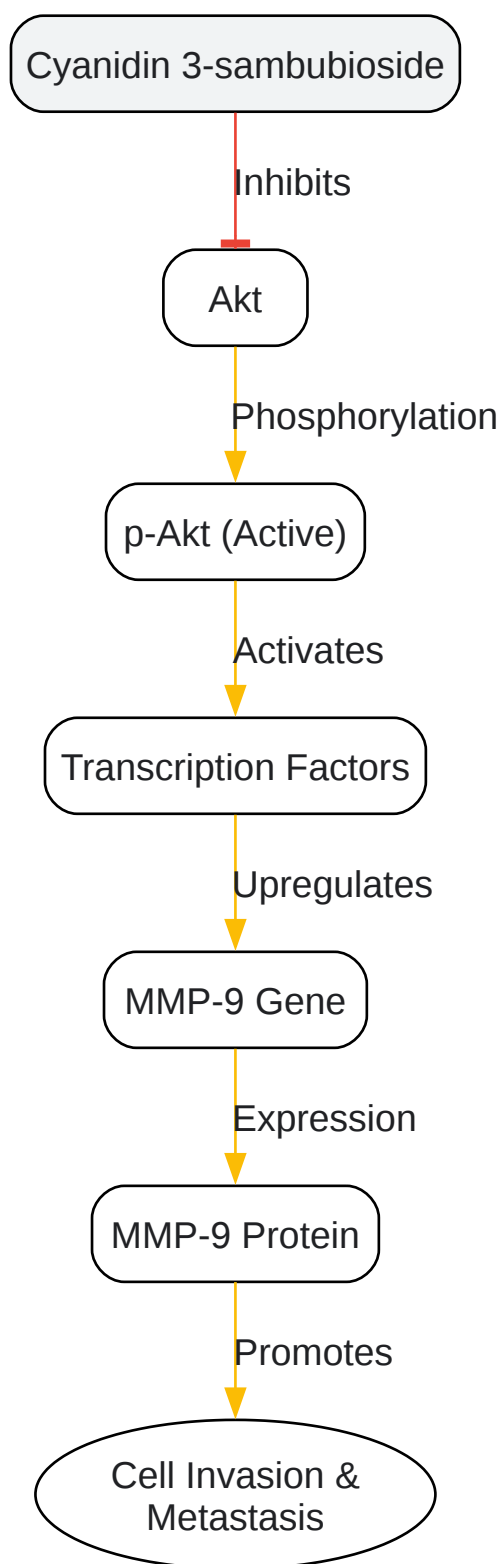 Cyanidin 3-sambubioside
Inhibits
Akt
Phosphorylation
p-Akt (Active)
Activates
Transcription Factors
Upregulates
MMP-9 Gene
Expression
MMP-9 Protein
Promotes
Cell Invasion &
Metastasis